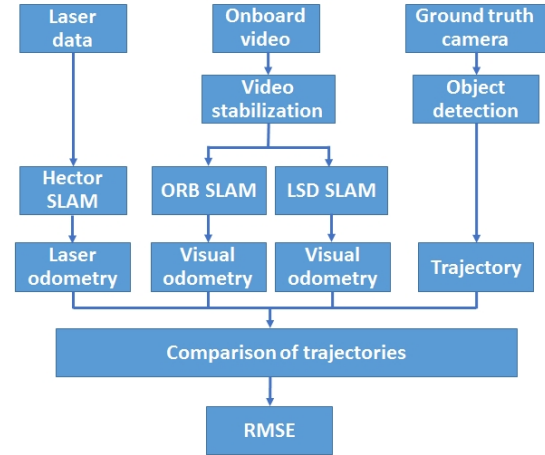 Laser
data
Onboard
video
Ground truth
camera
Video
stabilization
Object
detection
Hector
SLAM
ORB SLAM
LSD SLAM
Laser
odometry
Visual
odometry
Visual
odometry
Trajectory
Comparison of trajectories
RMSE